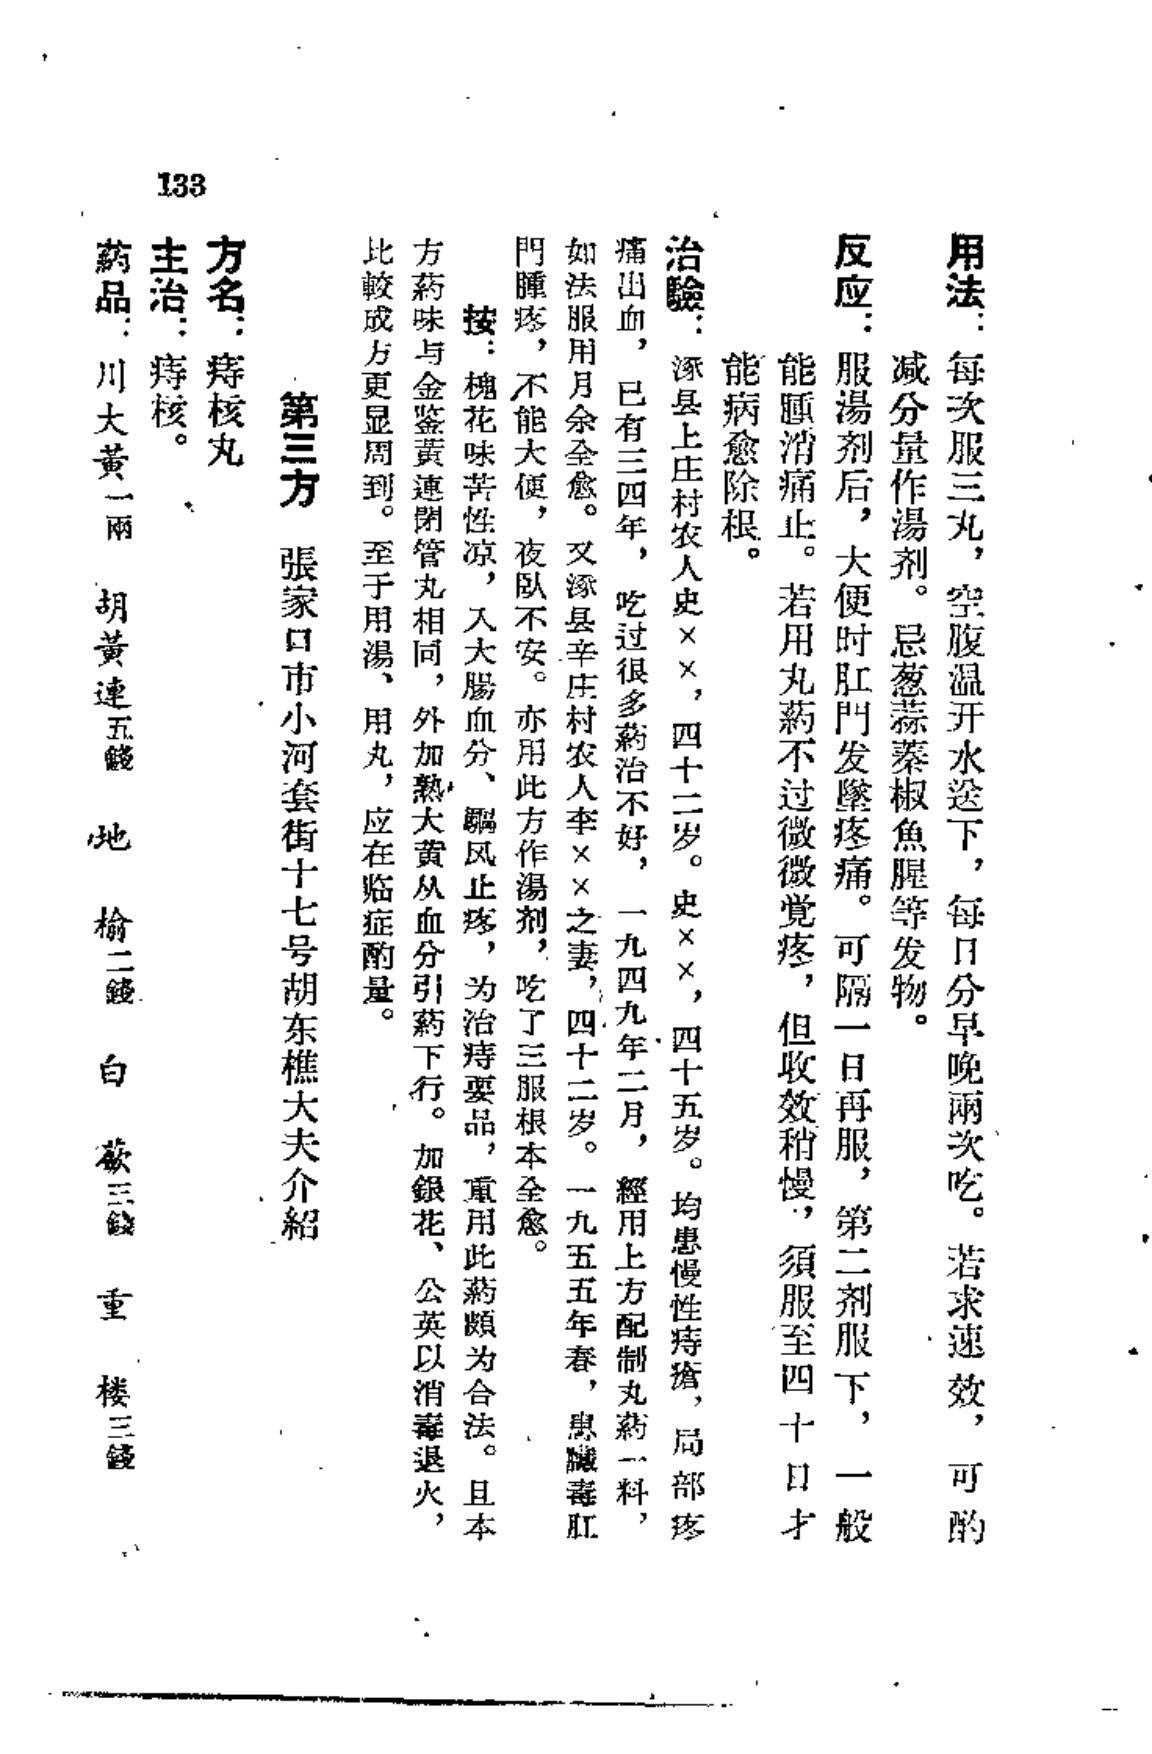 用法：每次服三丸，空腹温开水送下，每日分早晚兩次吃。若求速效，可酌
减分量作湯剂。忌葱蒜蓁椒魚腥等发物。
反应：服湯剂后，大便时肛門发墜疼痛。可隔一日再服，第二剂服下，一般
能腫消痛止。若用丸葯不过微微覚疼，但收效稍慢，須服至四十日才
能病愈除根。
治驗：涿县上庄村农人史××，四十二岁。史××，四十五岁。均患慢性痔瘡，局部疼
痛出血，已有三四年，吃过很多葯治不好，一九四九年二月，經用上方配制丸葯一料，
如法服用月余全愈。又涿县辛庄村农人李××之妻，四十二岁。一九五五年春，患臟毒肛
門腫疼，不能大便，夜臥不安。亦用此方作湯剂，吃了三服根本全愈。
按：槐花味苦性凉，入大腸血分、驅风止疼，为治痔要品，重用此葯頗为合法。且本
方葯味与金鉴黃連閉管丸相同，外加熟大黄从血分引葯下行。加銀花、公英以消毒退火，
比較成方更显周到。至于用湯、用丸，应在临症酌量。
第三方 張家口市小河套街十七号胡东樵大夫介紹
方名：痔核丸
主治：痔核。
葯品：川大黃一兩 胡黃連五錢 地榆二錢 白蘞三錢 重楼三錢
133